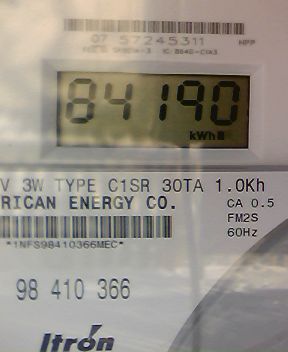 07 57245311
84190
kWh
V 3W TYPE C1SR 30TA 1.0Kh
RICAN ENERGY CO.
CA 0.5
FM2S
60Hz
*1NFS98410366MEC*
98 410 366
Itrón